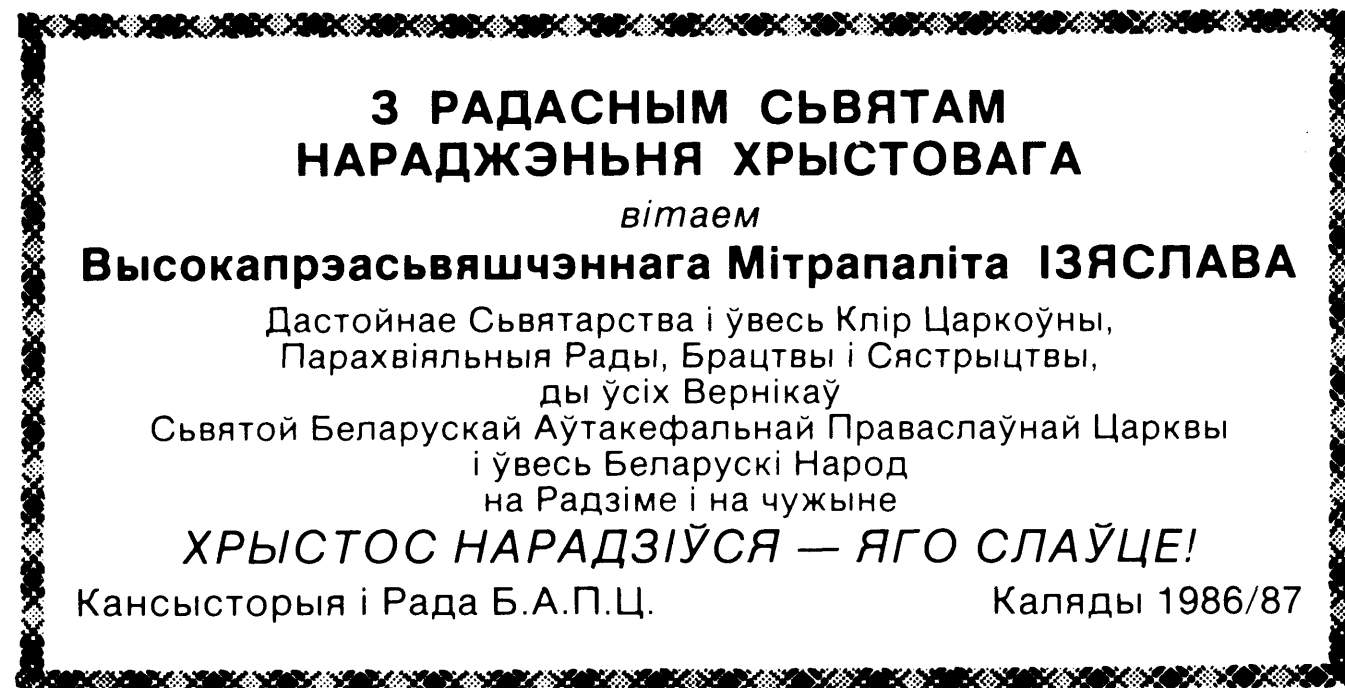 З РАДАСНЫМ СЬВЯТАМ
НАРАДЖЭНЬНЯ ХРЫСТОВАГА
вітаем
Высокапрэасьвяшчэннага Мітрапаліта ІЗЯСЛАВА
Дастойнае Сьвятарства і ўвесь Клір Царкоўны,
Парахвіяльныя Рады, Брацтвы і Сястрыцтвы,
ды ўсіх Вернікаў
Сьвятой Беларускай Аўтакефальнай Праваслаўнай Царквы
і ўвесь Беларускі Народ
на Радзіме і на чужыне
ХРЫСТОС НАРАДЗІЎСЯ — ЯГО СЛАЎЦЕ!
Кансысторыя і Рада Б.А.П.Ц. Каляды 1986/87